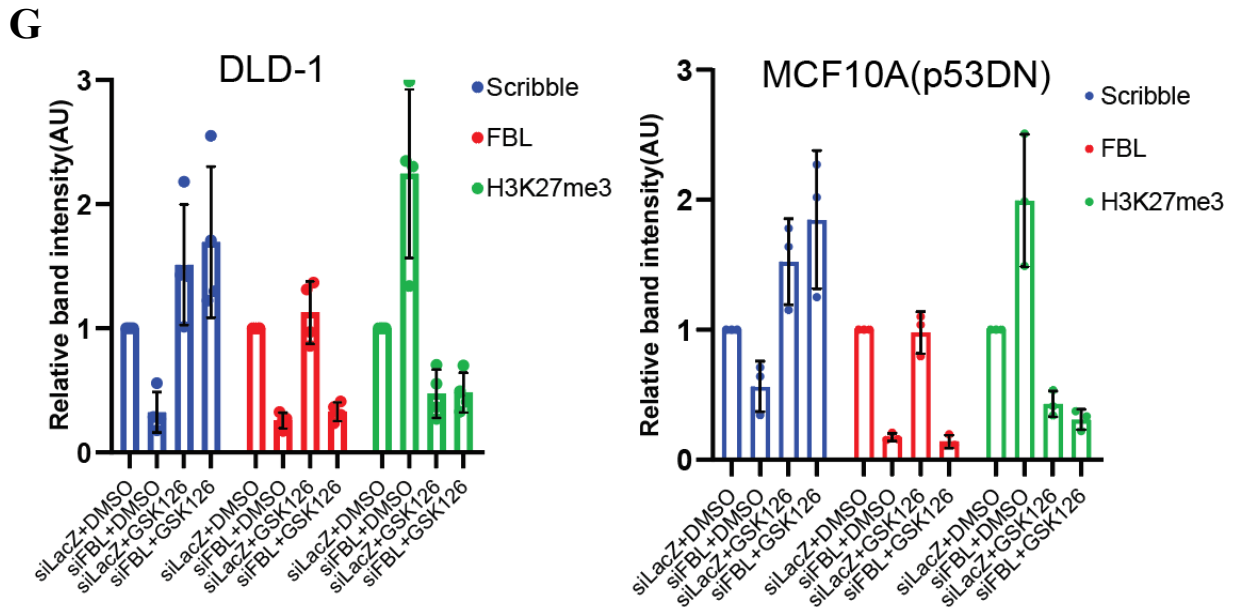 G
DLD-1
Relative band intensity(AU)
3
2
1
0
Scribble
FBL
H3K27me3
siLacZ+DMSO
siFBL+DMSO
siLacZ+GSK126
siFBL+GSK126
siLacZ+DMSO
siFBL+DMSO
siLacZ+GSK126
siFBL+GSK126
siLacZ+DMSO
siFBL+DMSO
siLacZ+GSK126
siFBL+GSK126
MCF10A(p53DN)
Relative band intensity(AU)
3
2
1
0
Scribble
FBL
H3K27me3
siLacZ+DMSO
siFBL+DMSO
siLacZ+GSK126
siFBL+GSK126
siLacZ+DMSO
siFBL+DMSO
siLacZ+GSK126
siFBL+GSK126
siLacZ+DMSO
siFBL+DMSO
siLacZ+GSK126
siFBL+GSK126